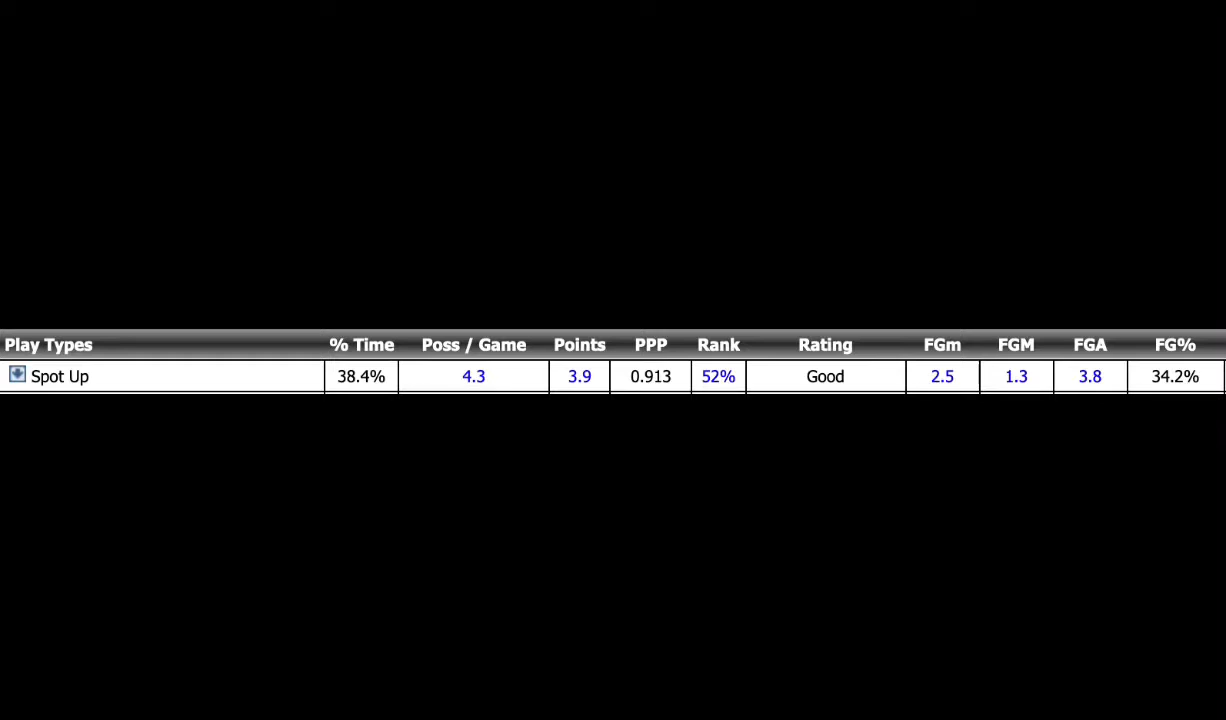 Play Types % Time Poss / Game Points PPP Rank Rating FGm FGM FGA FG%
Spot Up 38.4% 4.3 3.9 0.913 52% Good 2.5 1.3 3.8 34.2%